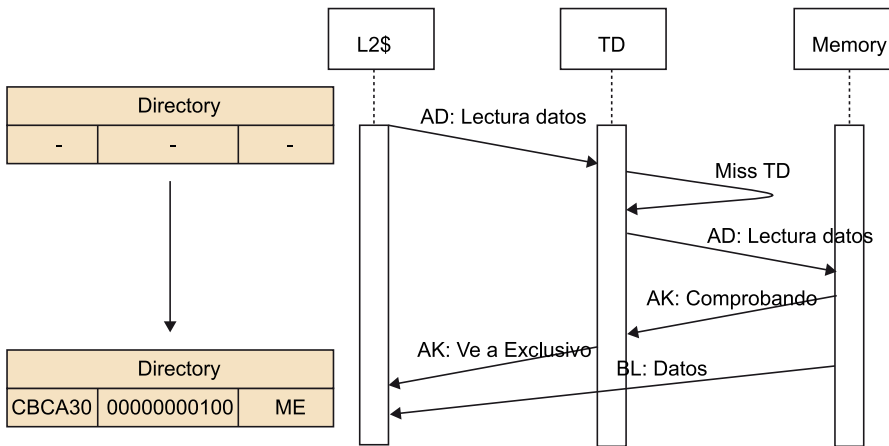 L2$
TD
Memory
Directory
- - -
AD: Lectura datos
Miss TD
AD: Lectura datos
AK: Comprobando
AK: Ve a Exclusivo
BL: Datos
Directory
CBCA30 00000000100 ME